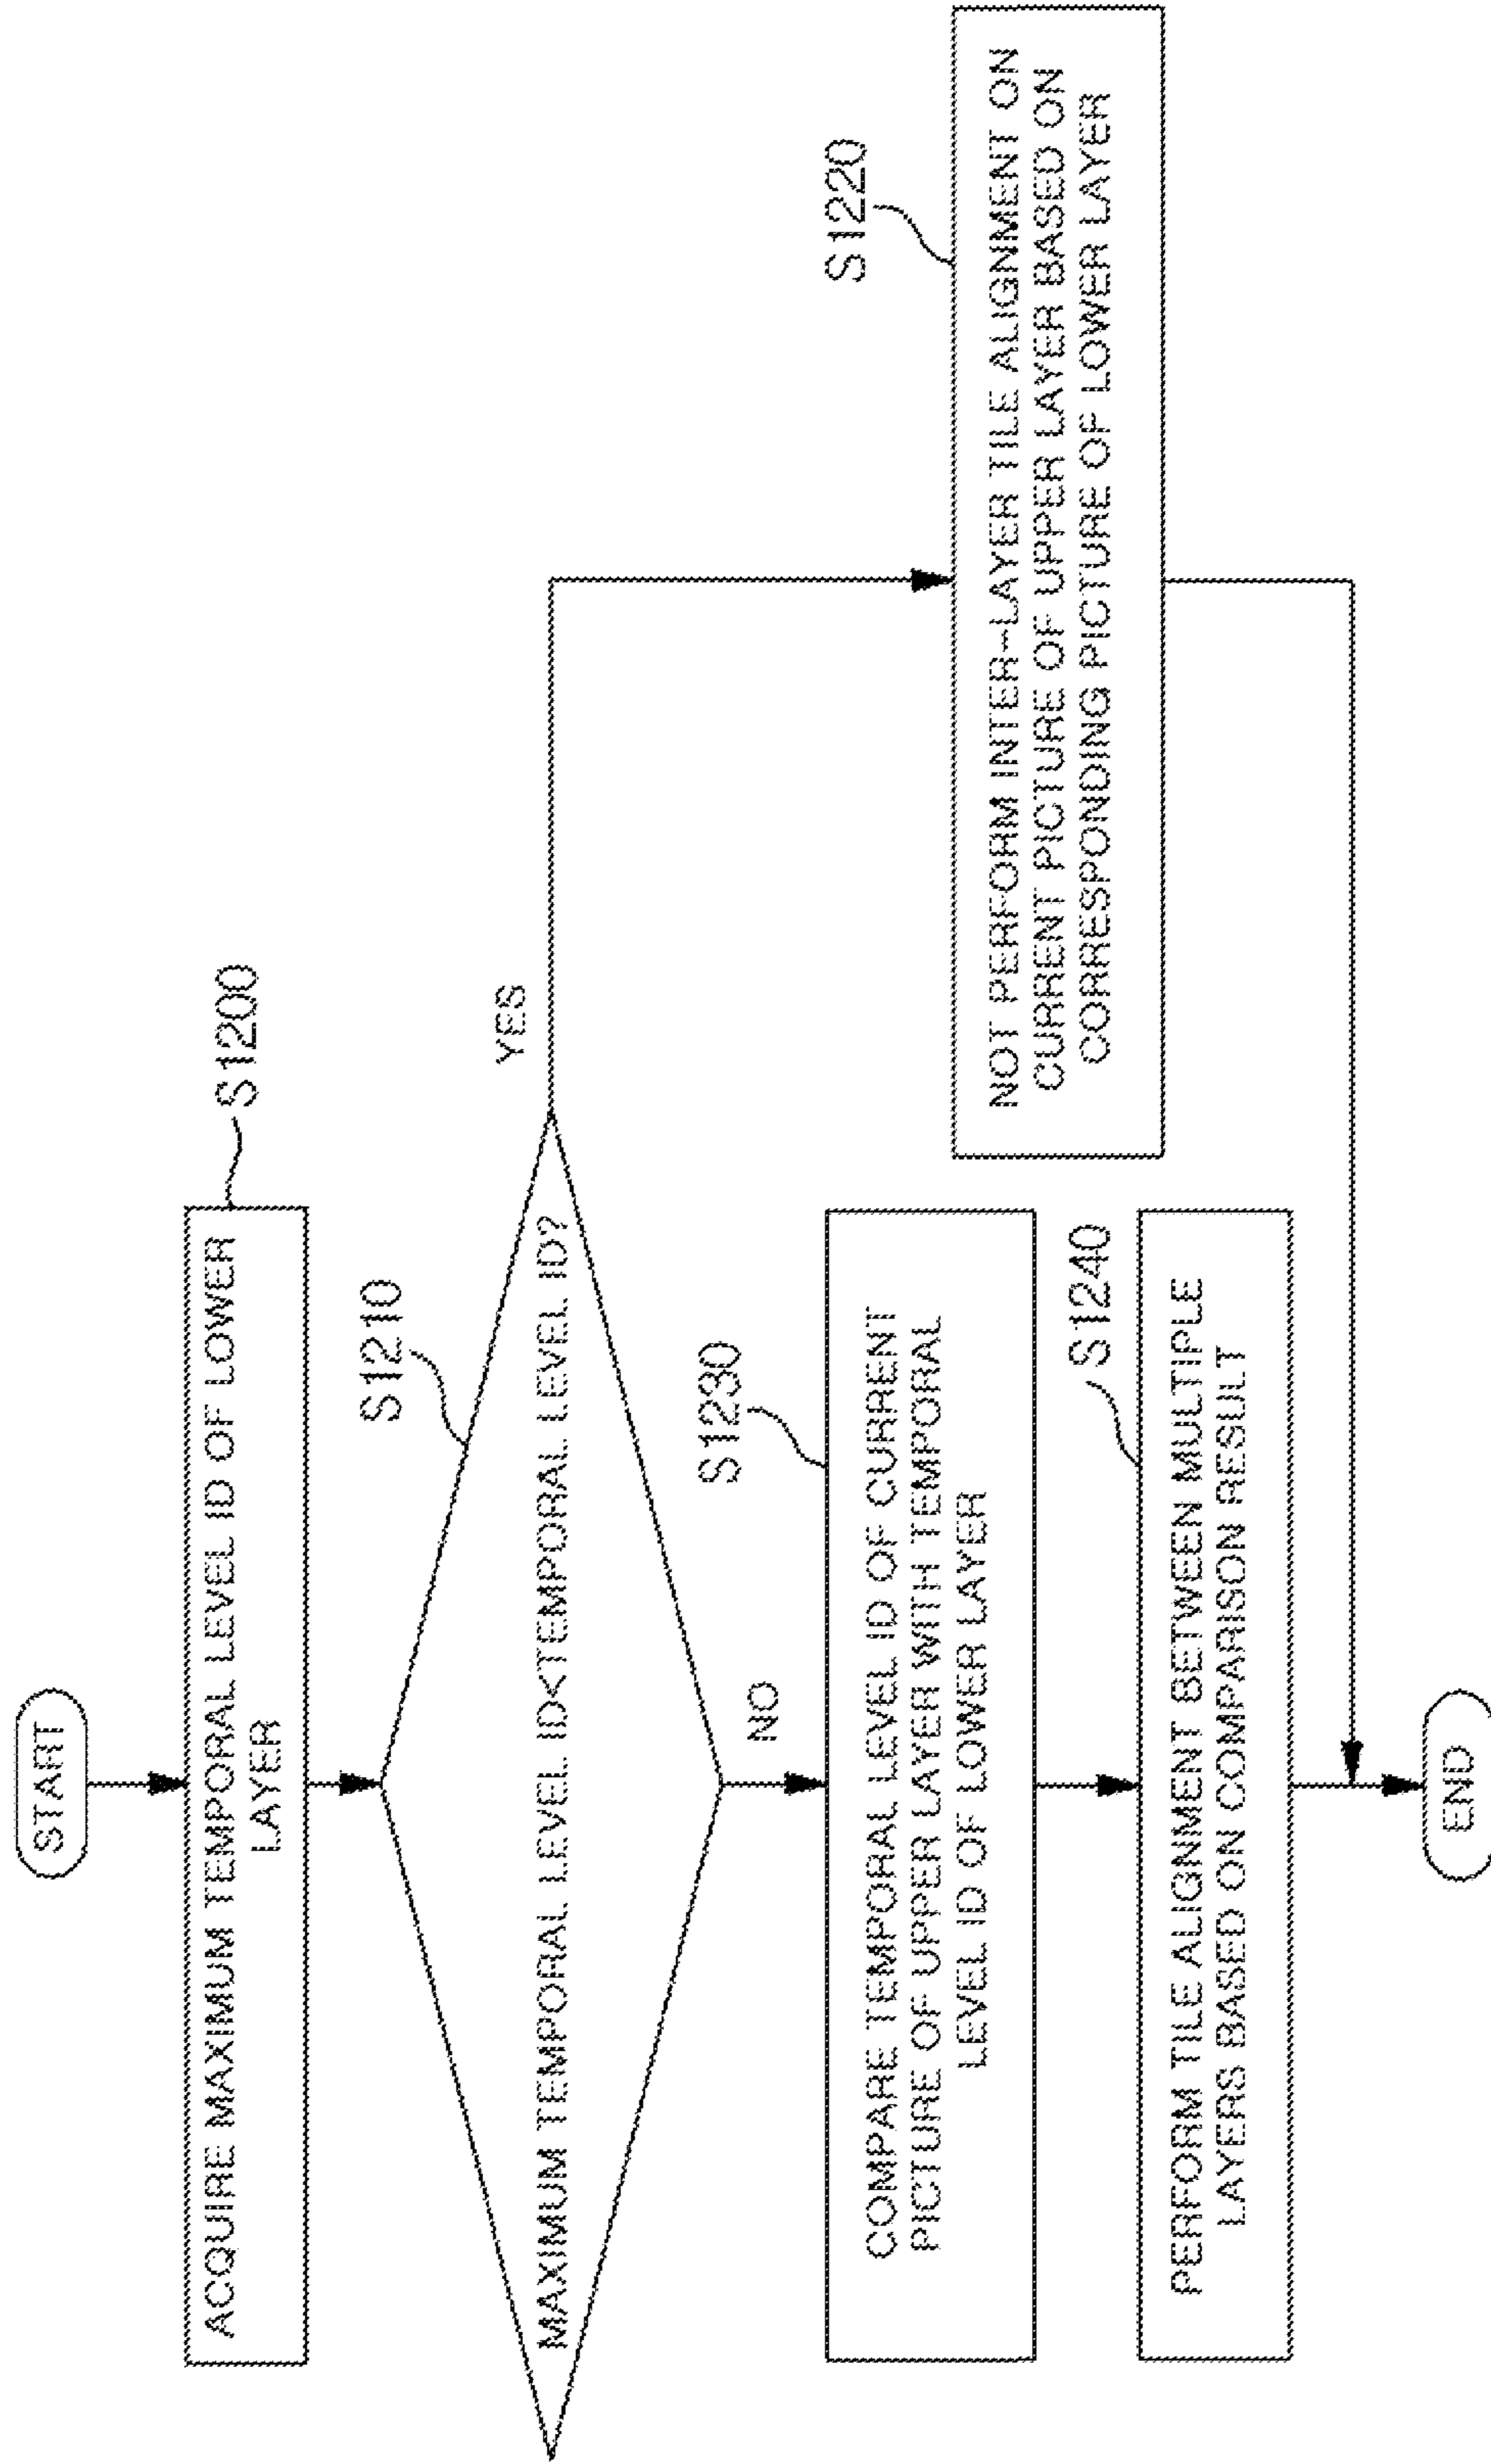 START
ACQUIRE MAXIMUM TEMPORAL LEVEL ID OF LOWER
LAYER
S1200
S1210
MAXIMUM TEMPORAL LEVEL ID<TEMPORAL LEVEL ID?
YES
NO
S1220
NOT PERFORM INTER-LAYER TILE ALIGNMENT ON
CURRENT PICTURE OF UPPER LAYER BASED ON
CORRESPONDING PICTURE OF LOWER LAYER
S1230
COMPARE TEMPORAL LEVEL ID OF CURRENT
PICTURE OF UPPER LAYER WITH TEMPORAL
LEVEL ID OF LOWER LAYER
S1240
PERFORM TILE ALIGNMENT BETWEEN MULTIPLE
LAYERS BASED ON COMPARISON RESULT
END